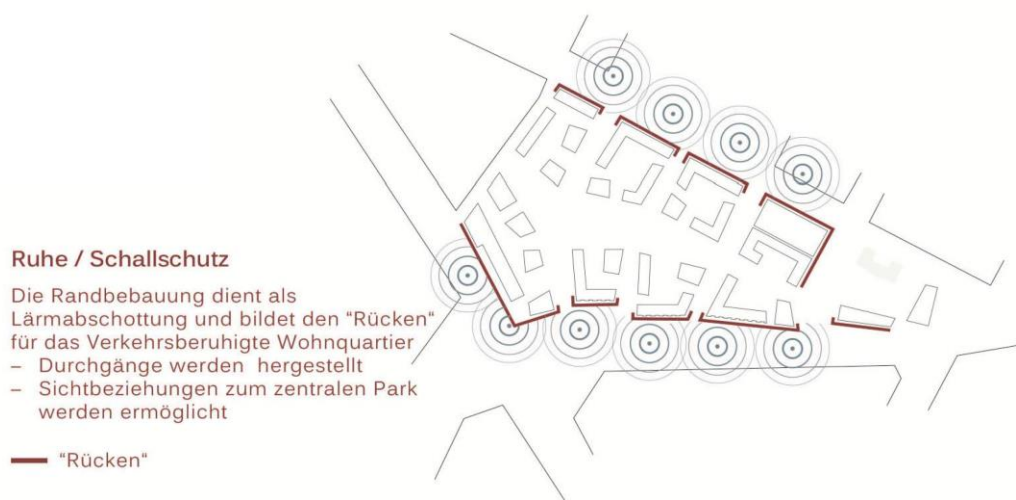 Ruhe / Schallschutz
Die Randbebauung dient als
Lärmabschottung und bildet den "Rücken"
für das Verkehrsberuhigte Wohnquartier
– Durchgänge werden hergestellt
– Sichtbeziehungen zum zentralen Park
werden ermöglicht
"Rücken"